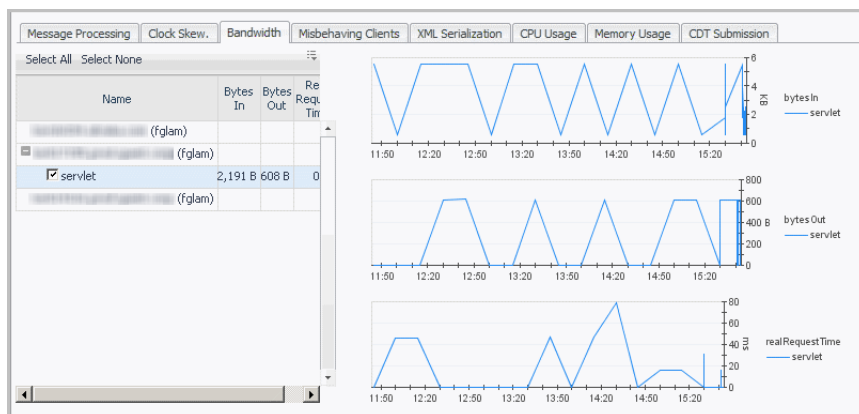 Message Processing Clock Skew. Bandwidth Misbehaving Clients XML Serialization CPU Usage Memory Usage CDT Submission
Select All Select None
Name Bytes In Bytes Out Re Requ Tim
(fglam)
(fglam)
servlet 2,191 B 608 B 0
(fglam)
6
4
2
0
KB
bytesIn
servlet
11:50 12:20 12:50 13:20 13:50 14:20 14:50 15:20
800
600
400 B
200
0
bytesOut
servlet
11:50 12:20 12:50 13:20 13:50 14:20 14:50 15:20
80
60
40
20
0
ms
realRequestTime
servlet
11:50 12:20 12:50 13:20 13:50 14:20 14:50 15:20